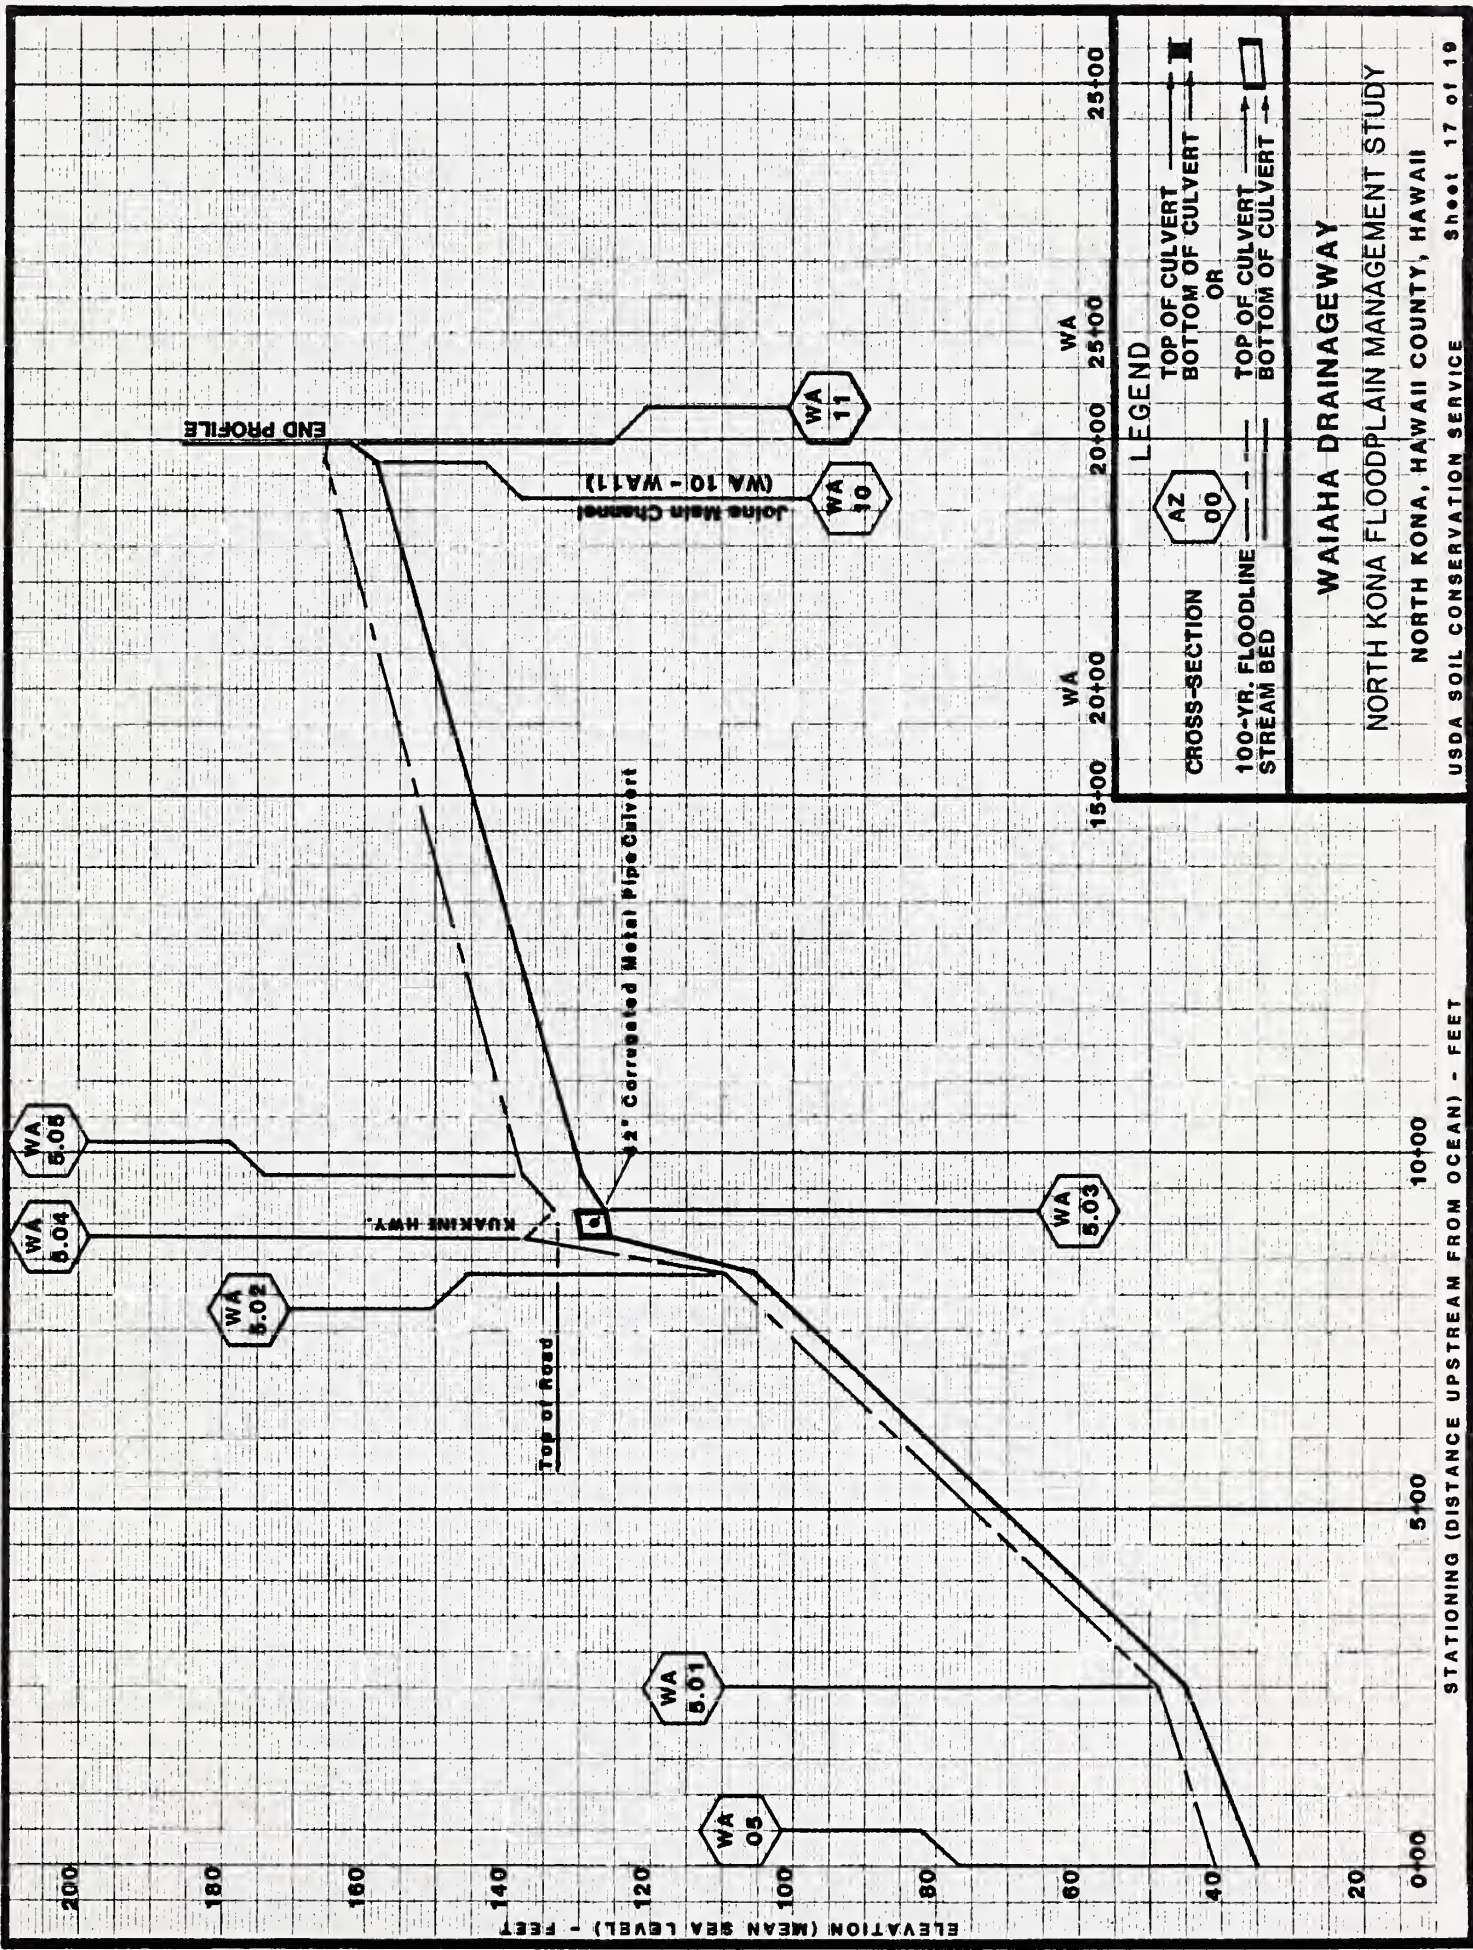 200
180
160
140
120
100
80
60
40
20
ELEVATION (MEAN SEA LEVEL) - FEET
0+00
5+00
10+00
15+00
20+00
25+00
STATIONING (DISTANCE UPSTREAM FROM OCEAN) - FEET
WA
20+00
WA
25+00
WA
05
WA
5.01
WA
5.02
WA
5.04
WA
5.05
WA
5.03
WA
10
WA
11
Top of Road
KUAKINE HWY.
Corrugated Metal Pipe Culvert
END PROFILE
Joins Main Channel
(WA 10 - WA11)
LEGEND
CROSS-SECTION
AZ
00
100-YR. FLOODLINE
STREAM BED
TOP OF CULVERT
BOTTOM OF CULVERT
OR
TOP OF CULVERT
BOTTOM OF CULVERT
WAIAHA DRAINAGEWAY
NORTH KONA FLOODPLAIN MANAGEMENT STUDY
NORTH KONA, HAWAII COUNTY, HAWAII
USDA SOIL CONSERVATION SERVICE
Sheet 17 of 19